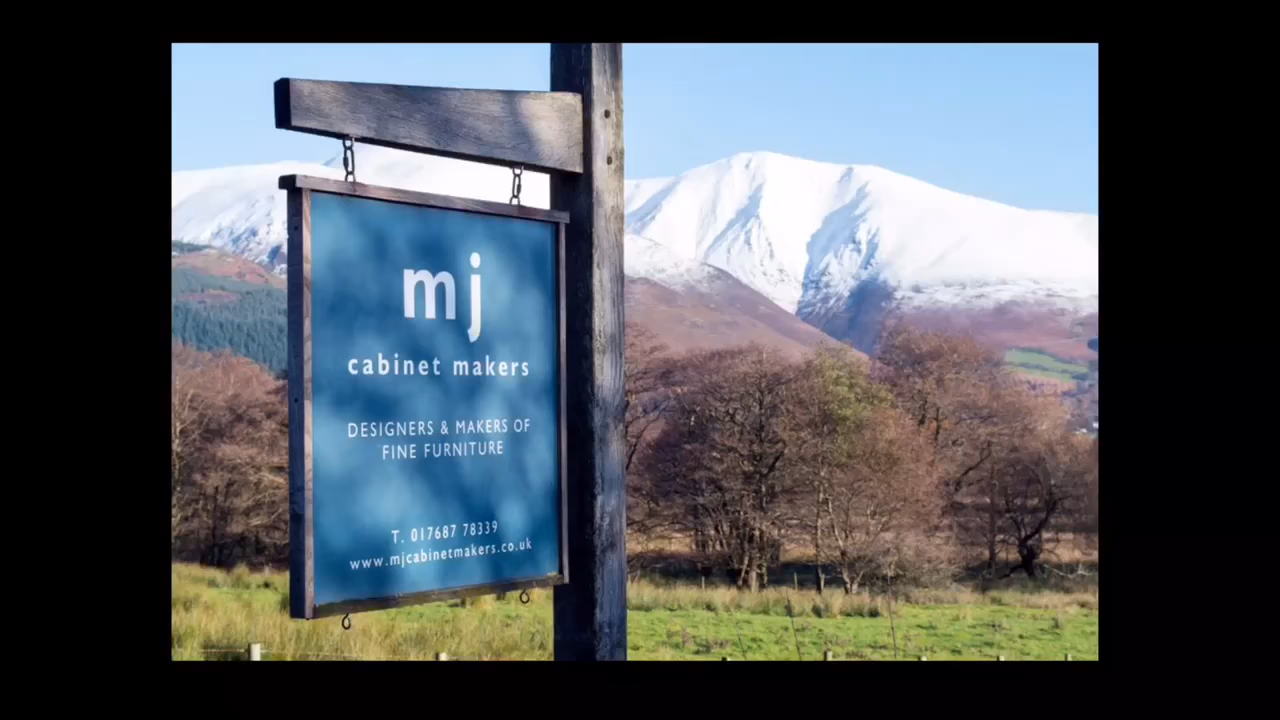 mj
cabinet makers
DESIGNERS & MAKERS OF
FINE FURNITURE
T. 017687 78339
www.mjcabinetmakers.co.uk